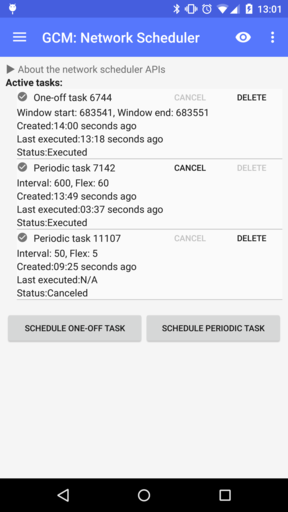 13:01
GCM: Network Scheduler
About the network scheduler APIs
Active tasks:
One-off task 6744 CANCEL DELETE
Window start: 683541, Window end: 683551
Created:14:00 seconds ago
Last executed:13:18 seconds ago
Status:Executed
Periodic task 7142 CANCEL DELETE
Interval: 600, Flex: 60
Created:13:49 seconds ago
Last executed:03:37 seconds ago
Status:Executed
Periodic task 11107 CANCEL DELETE
Interval: 50, Flex: 5
Created:09:25 seconds ago
Last executed:N/A
Status:Canceled
SCHEDULE ONE-OFF TASK SCHEDULE PERIODIC TASK